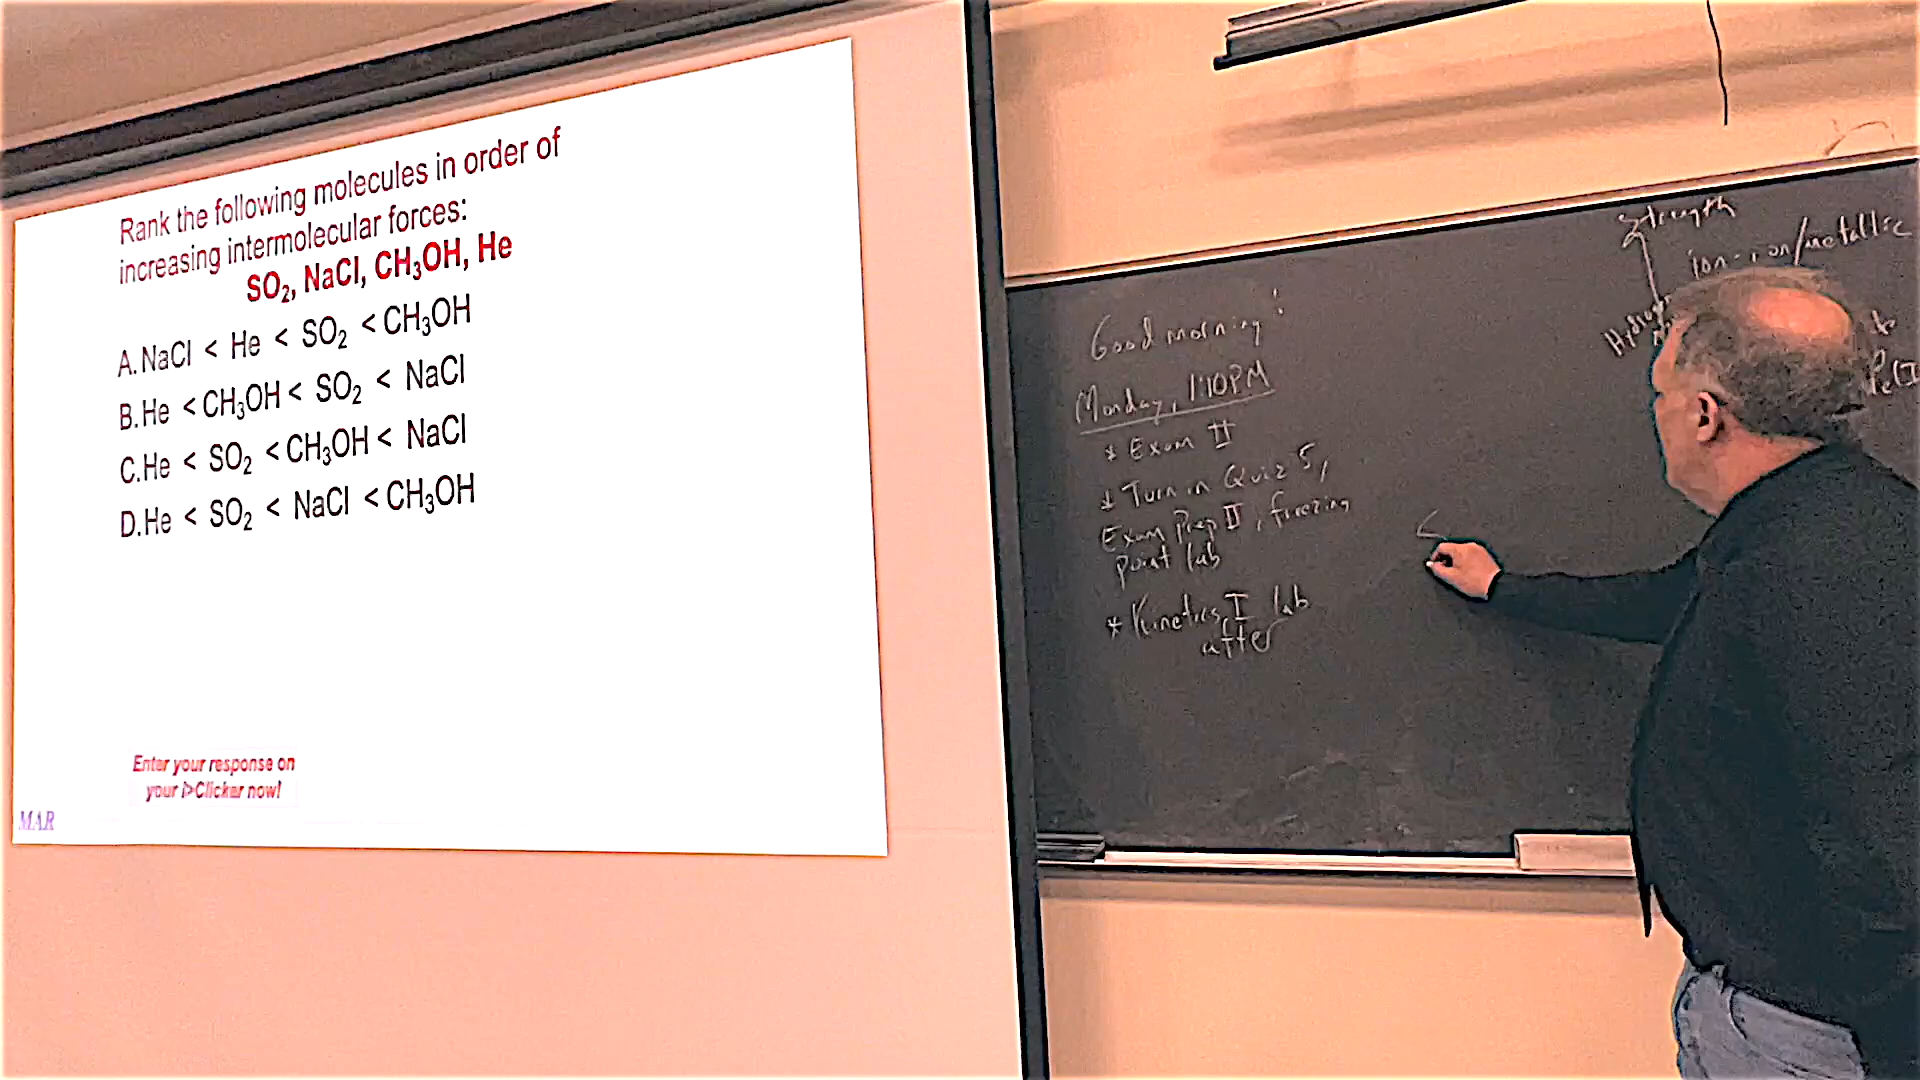 Rank the following molecules in order of
increasing intermolecular forces:
SO₂, NaCl, CH₃OH, He
A. NaCl < He < SO₂ < CH₃OH
B. He < CH₃OH < SO₂ < NaCl
C. He < SO₂ < CH₃OH < NaCl
D. He < SO₂ < NaCl < CH₃OH
Enter your response on
your i>Clicker now!
MAR
Good morning!
Monday, 1:10PM
* Exam II
* Turn in Quiz 5,
Exam Prep II, freezing
point lab
* Kinetics I lab
after
Strength
ion-ion/metallic